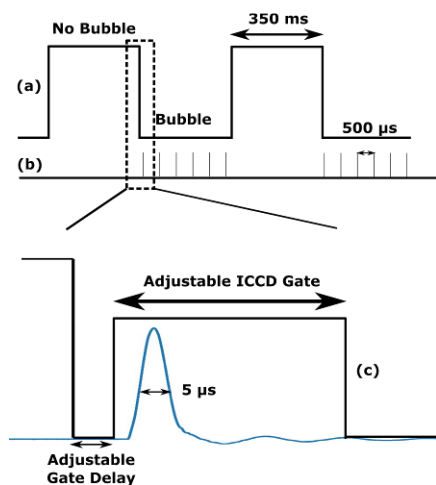 No Bubble
350 ms
(a)
Bubble
500 µs
(b)
Adjustable ICCD Gate
(c)
5 µs
Adjustable
Gate Delay